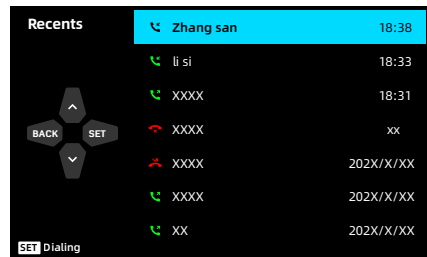 Recents
Zhang san 18:38
li si 18:33
XXXX 18:31
BACK SET
XXXX xx
XXXX 202X/X/XX
XXXX 202X/X/XX
XX 202X/X/XX
SET Dialing